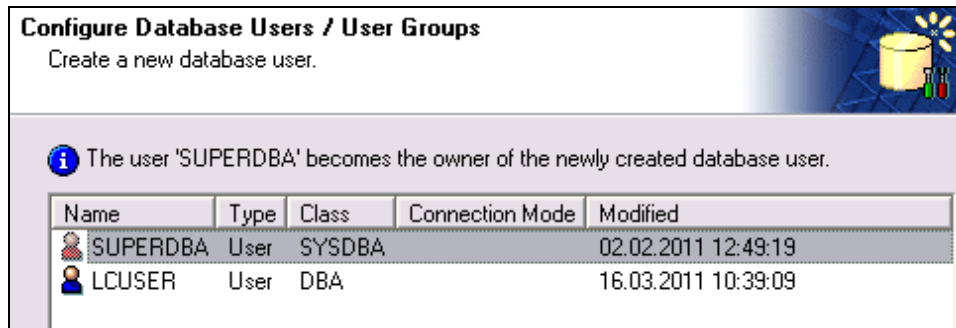 Configure Database Users / User Groups
Create a new database user.
The user 'SUPERDBA' becomes the owner of the newly created database user.
Name Type Class Connection Mode Modified
SUPERDBA User SYSDBA 02.02.2011 12:49:19
LCUSER User DBA 16.03.2011 10:39:09